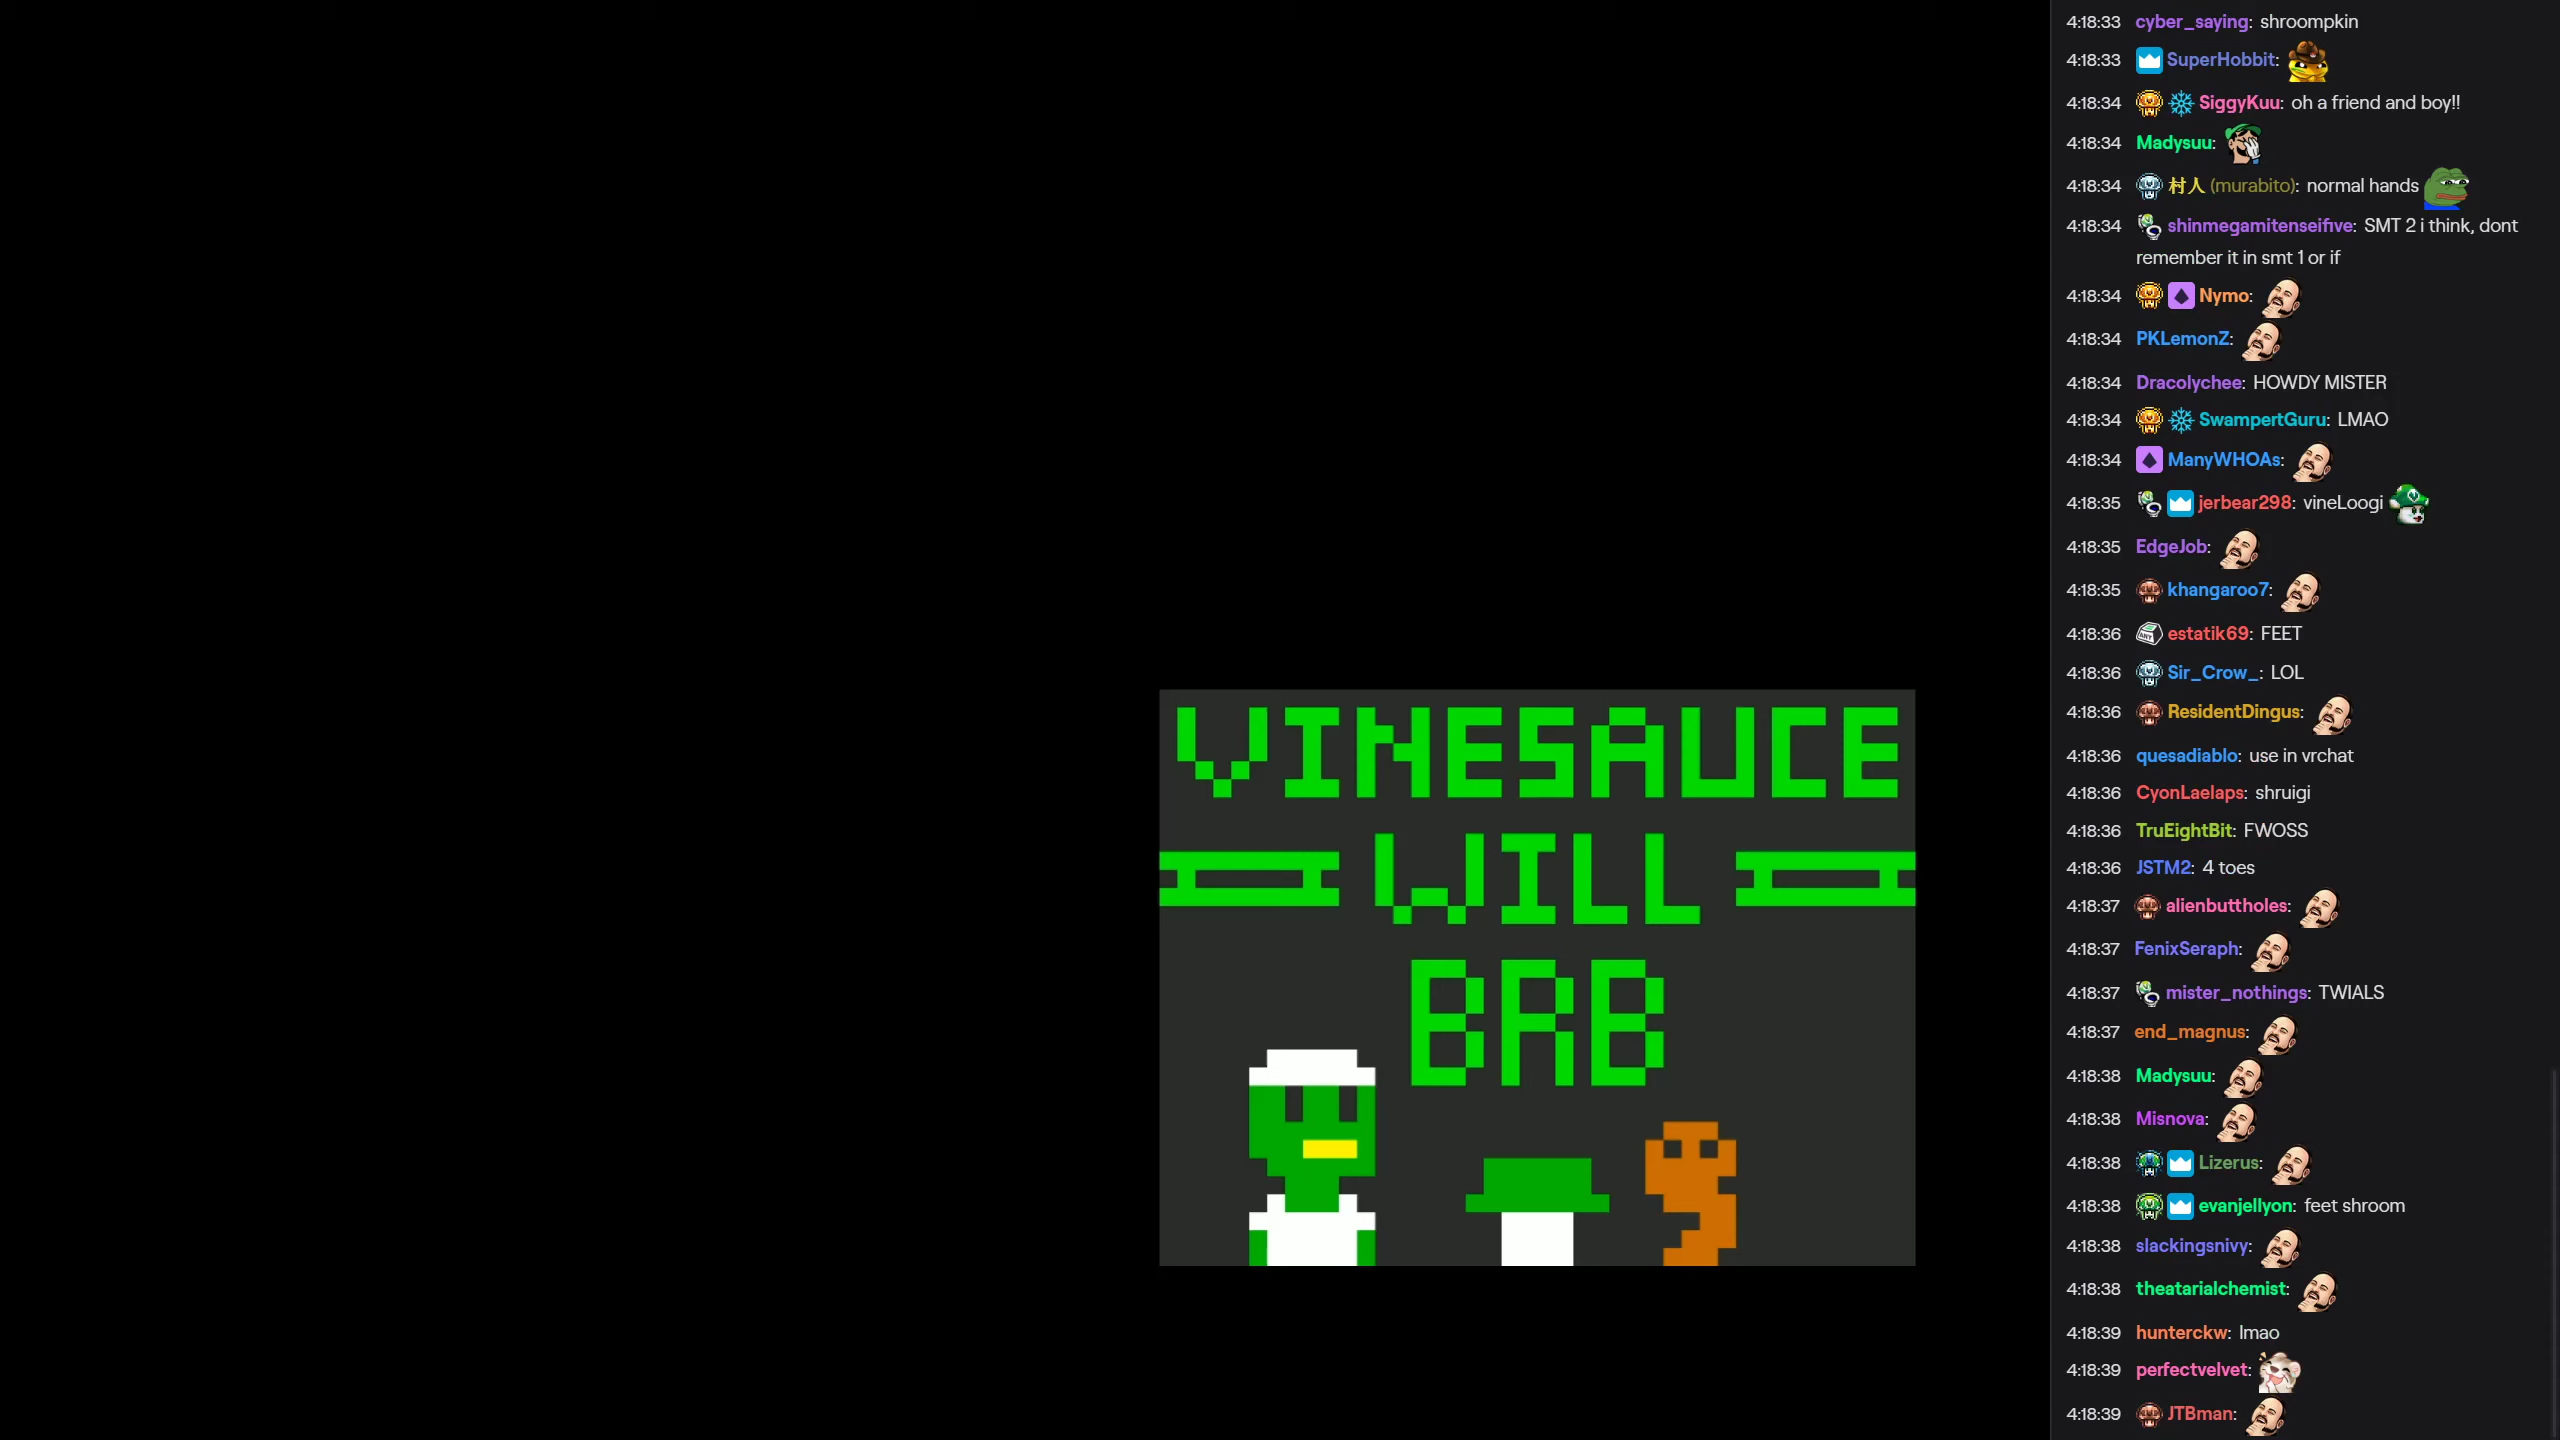 VINESAUCE
WILL
BRB
4:18:33 cyber_saying: shroompkin
4:18:33 SuperHobbit:
4:18:34 SiggyKuu: oh a friend and boy!!
4:18:34 Madysuu:
4:18:34 村人 (murabito): normal hands
4:18:34 shinmegamitenseifive: SMT 2 i think, dont
remember it in smt 1 or if
4:18:34 Nymo:
4:18:34 PKLemonZ:
4:18:34 Dracolychee: HOWDY MISTER
4:18:34 SwampertGuru: LMAO
4:18:34 ManyWHOAs:
4:18:35 jerbear298: vineLoogi
4:18:35 EdgeJob:
4:18:35 khangaroo7:
4:18:36 estatik69: FEET
4:18:36 Sir_Crow_: LOL
4:18:36 ResidentDingus:
4:18:36 quesadiablo: use in vrchat
4:18:36 CyonLaelaps: shruigi
4:18:36 TruEightBit: FWOSS
4:18:36 JSTM2: 4 toes
4:18:37 alienbuttholes:
4:18:37 FenixSeraph:
4:18:37 mister_nothings: TWIALS
4:18:37 end_magnus:
4:18:38 Madysuu:
4:18:38 Misnova:
4:18:38 Lizerus:
4:18:38 evanjellyon: feet shroom
4:18:38 slackingsnivy:
4:18:38 theatarialchemist:
4:18:39 hunterckw: lmao
4:18:39 perfectvelvet:
4:18:39 JTBman: